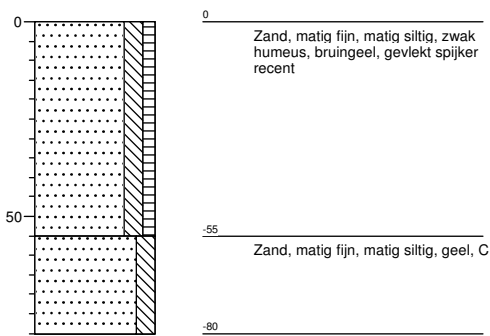 0
0
Zand, matig fijn, matig siltig, zwak
humeus, bruingeel, gevlekt spijker
recent
50
-55
Zand, matig fijn, matig siltig, geel, C
-80